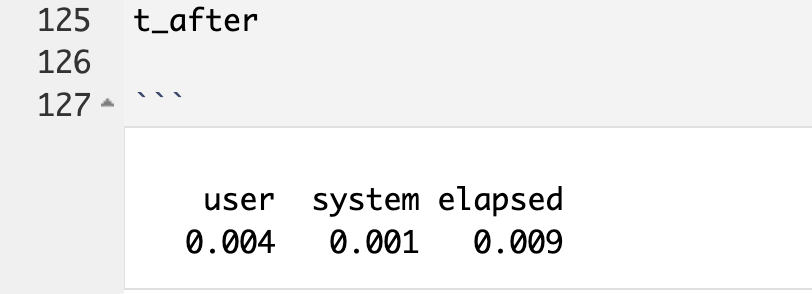 125 t_after
126
127 ```
user system elapsed
0.004 0.001 0.009